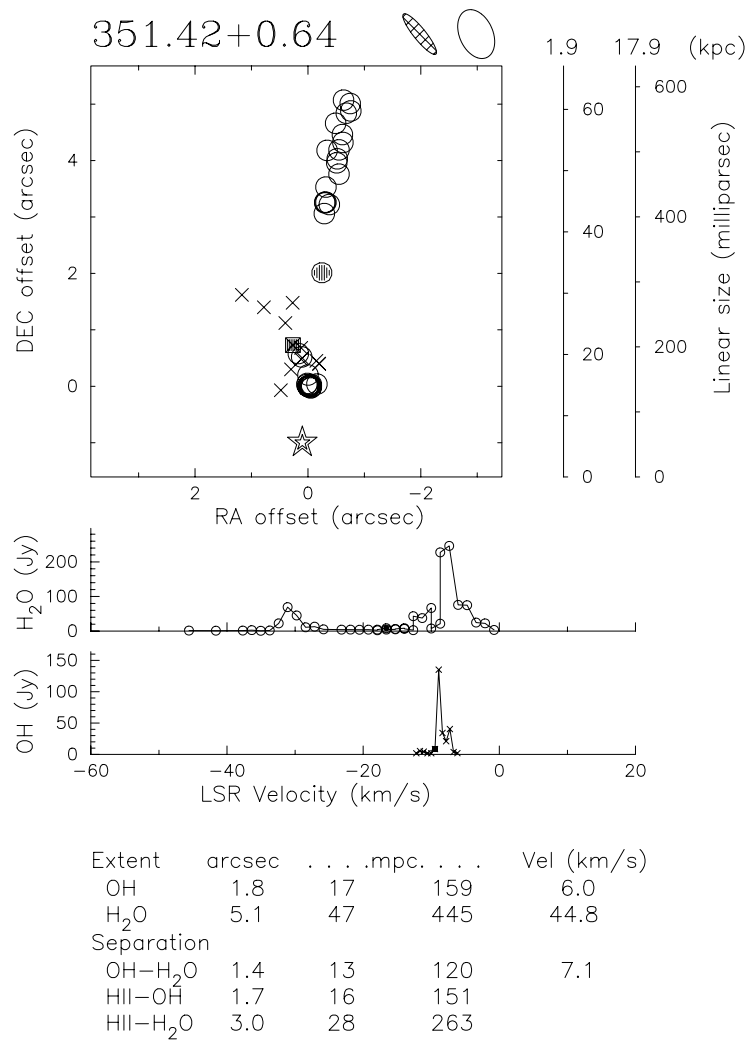 351.42+0.64
1.9 17.9 (kpc)
DEC offset (arcsec)
4
2
0
2 0 −2
RA offset (arcsec)
60
40
20
0
600
400
200
0
Linear size (milliparsec)
H2O (Jy)
200
100
0
OH (Jy)
150
100
50
0
−60 −40 −20 0 20
LSR Velocity (km/s)
Extent arcsec . . . .mpc. . . . Vel (km/s)
OH 1.8 17 159 6.0
H2O 5.1 47 445 44.8
Separation
OH−H2O 1.4 13 120 7.1
HII−OH 1.7 16 151
HII−H2O 3.0 28 263